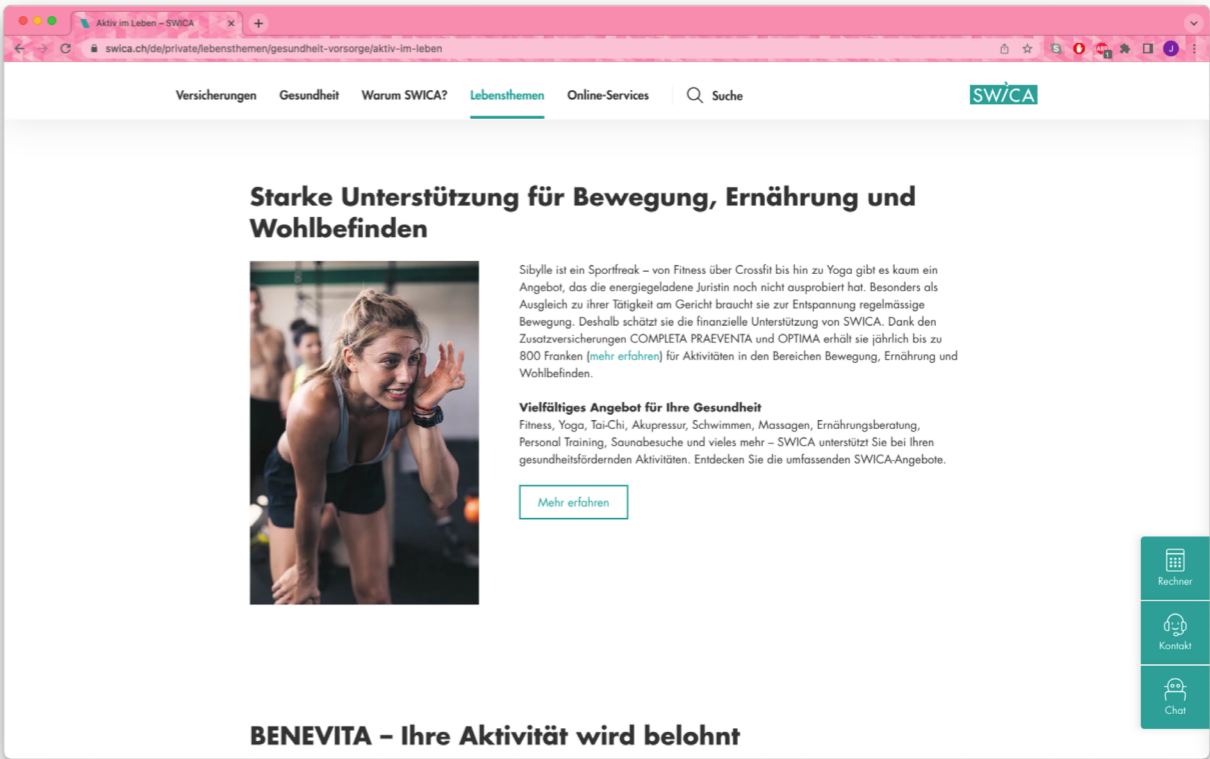 Aktiv im Leben – SWICA
swica.ch/de/private/lebensthemen/gesundheit-vorsorge/aktiv-im-leben
ABP
1
J
Versicherungen Gesundheit Warum SWICA? Lebensthemen Online-Services Suche
SWICA
Starke Unterstützung für Bewegung, Ernährung und
Wohlbefinden
Sibylle ist ein Sportfreak – von Fitness über Crossfit bis hin zu Yoga gibt es kaum ein
Angebot, das die energiegeladene Juristin noch nicht ausprobiert hat. Besonders als
Ausgleich zu ihrer Tätigkeit am Gericht braucht sie zur Entspannung regelmässige
Bewegung. Deshalb schätzt sie die finanzielle Unterstützung von SWICA. Dank den
Zusatzversicherungen COMPLETA PRAEVENTA und OPTIMA erhält sie jährlich bis zu
800 Franken (mehr erfahren) für Aktivitäten in den Bereichen Bewegung, Ernährung und
Wohlbefinden.
Vielfältiges Angebot für Ihre Gesundheit
Fitness, Yoga, Tai-Chi, Akupressur, Schwimmen, Massagen, Ernährungsberatung,
Personal Training, Saunabesuche und vieles mehr – SWICA unterstützt Sie bei Ihren
gesundheitsfördernden Aktivitäten. Entdecken Sie die umfassenden SWICA-Angebote.
Mehr erfahren
Rechner
Kontakt
Chat
BENEVITA – Ihre Aktivität wird belohnt